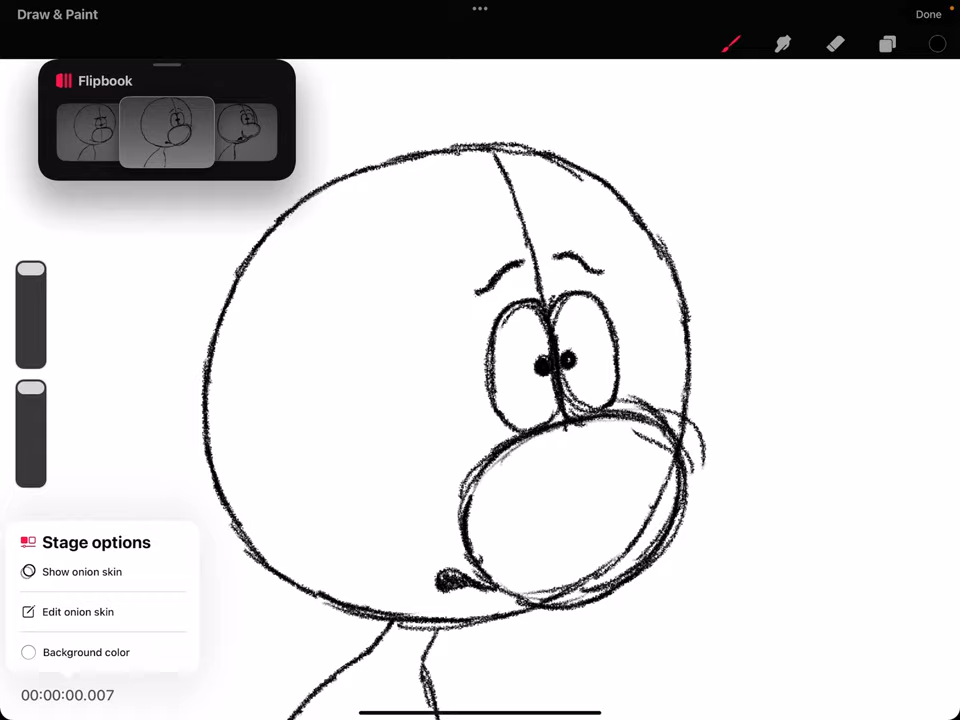 Draw & Paint
Done
Flipbook
Stage options
Show onion skin
Edit onion skin
Background color
00:00:00.007